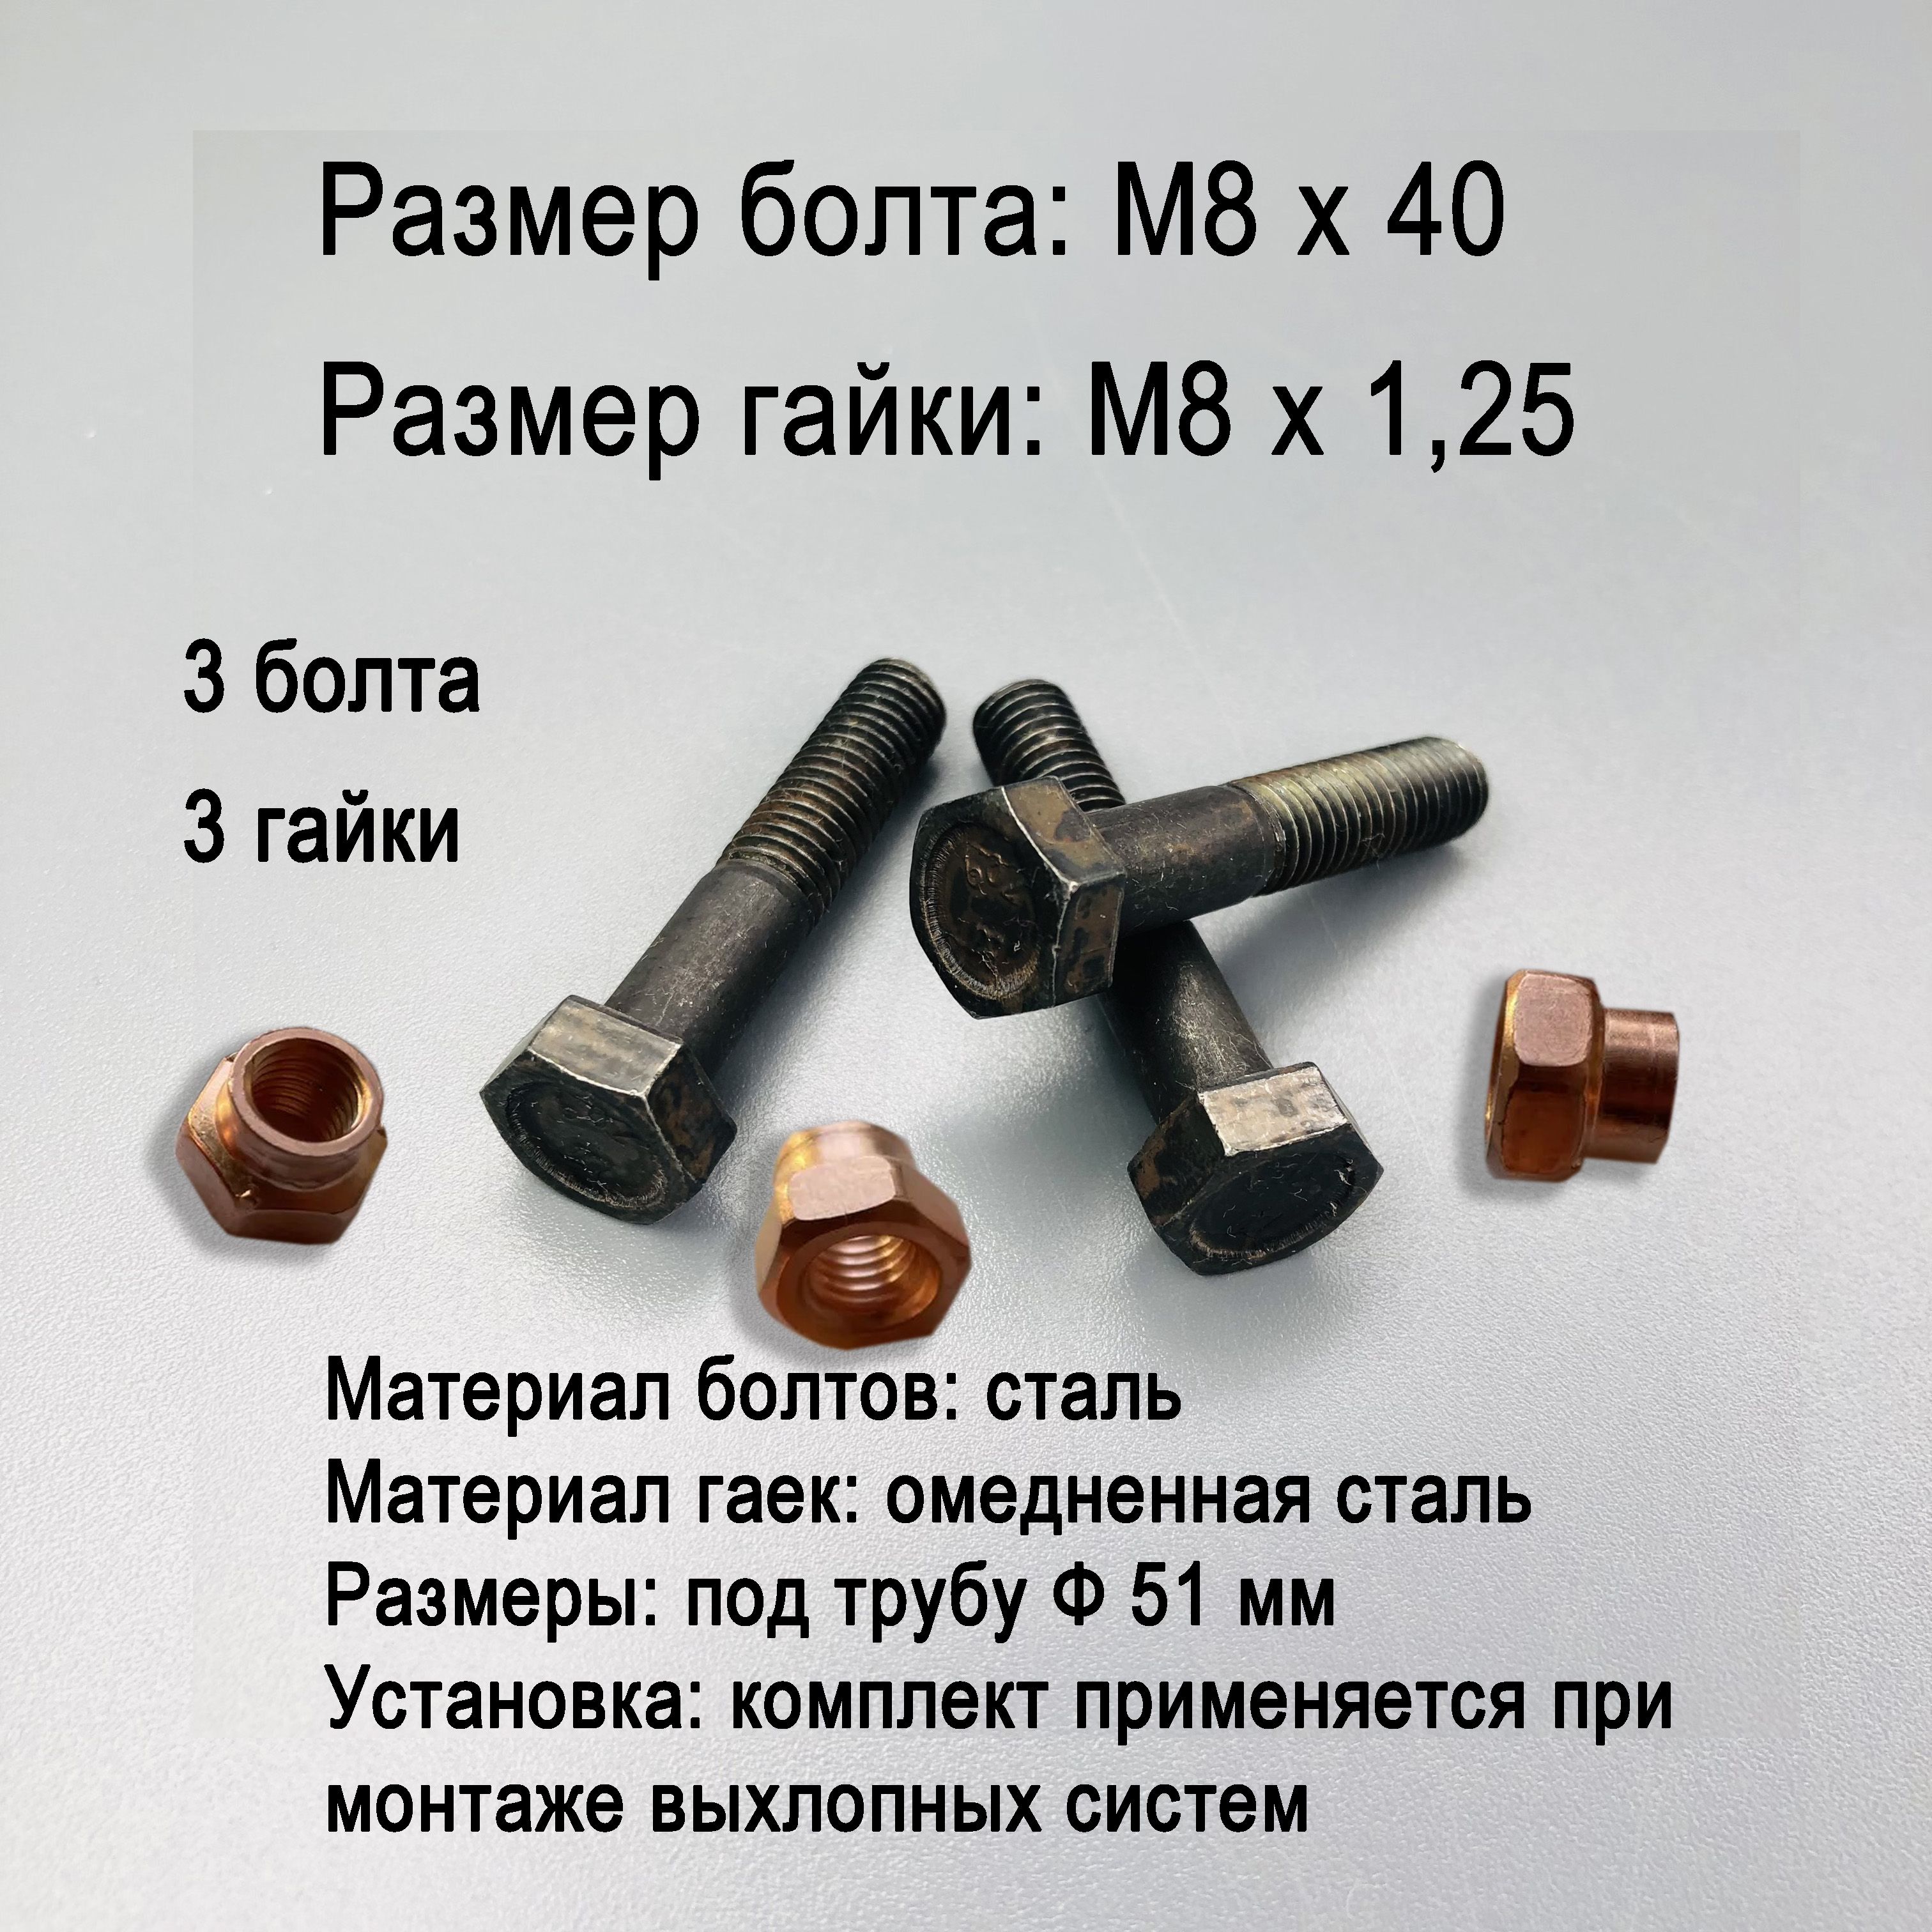 Размер болта: М8 х 40
Размер гайки: М8 х 1,25
3 болта
3 гайки
Материал болтов: сталь
Материал гаек: омедненная сталь
Размеры: под трубу Ф 51 мм
Установка: комплект применяется при
монтаже выхлопных систем